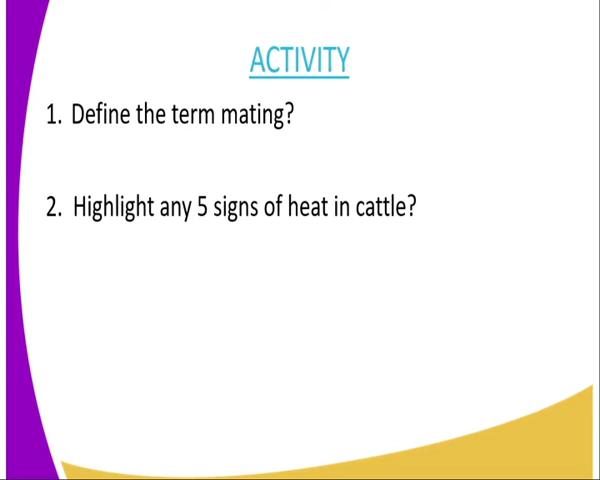 ACTIVITY
1. Define the term mating?
2. Highlight any 5 signs of heat in cattle?